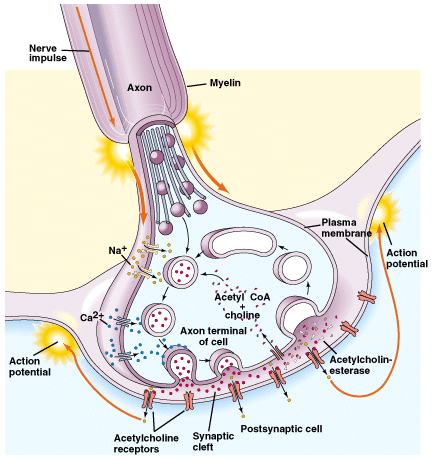 Nerve
impulse
Axon
Myelin
Plasma
membrane
Na+
Action
potential
Acetyl CoA
+
choline
Ca2+
Axon terminal
of cell
Action
potential
Acetylcholin-
esterase
Postsynaptic cell
Acetylcholine
receptors
Synaptic
cleft